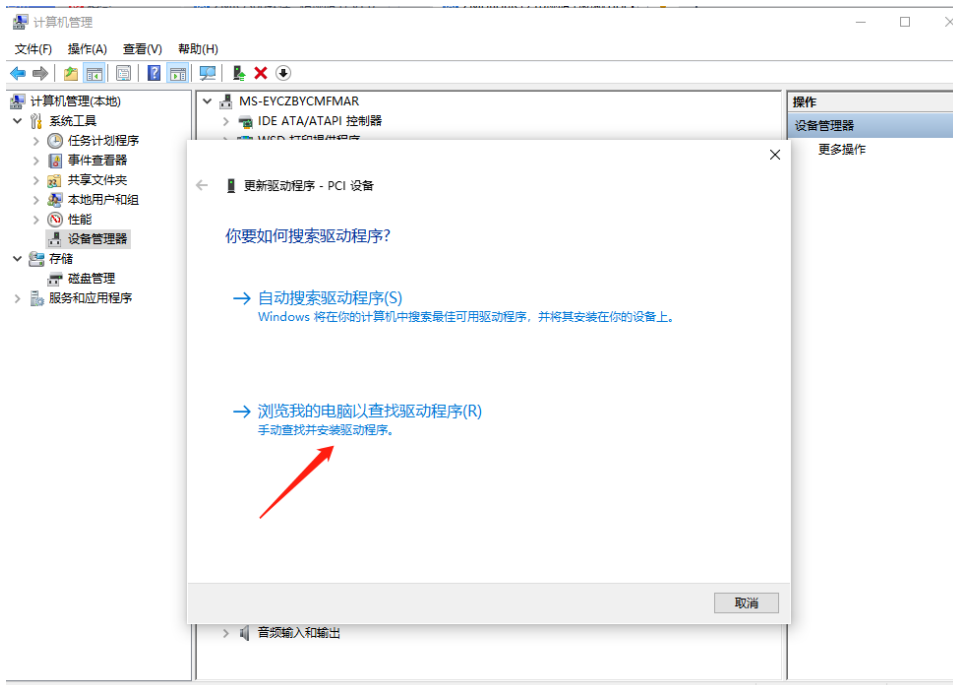 计算机管理
文件(F) 操作(A) 查看(V) 帮助(H)
计算机管理(本地)
系统工具
任务计划程序
事件查看器
共享文件夹
本地用户和组
性能
设备管理器
存储
磁盘管理
服务和应用程序
MS-EYCZBYCMFMAR
IDE ATA/ATAPI 控制器
更新驱动程序 - PCI 设备
你要如何搜索驱动程序?
自动搜索驱动程序(S)
Windows 将在你的计算机中搜索最佳可用驱动程序，并将其安装在你的设备上。
浏览我的电脑以查找驱动程序(R)
手动查找并安装驱动程序。
取消
音频输入和输出
操作
设备管理器
更多操作